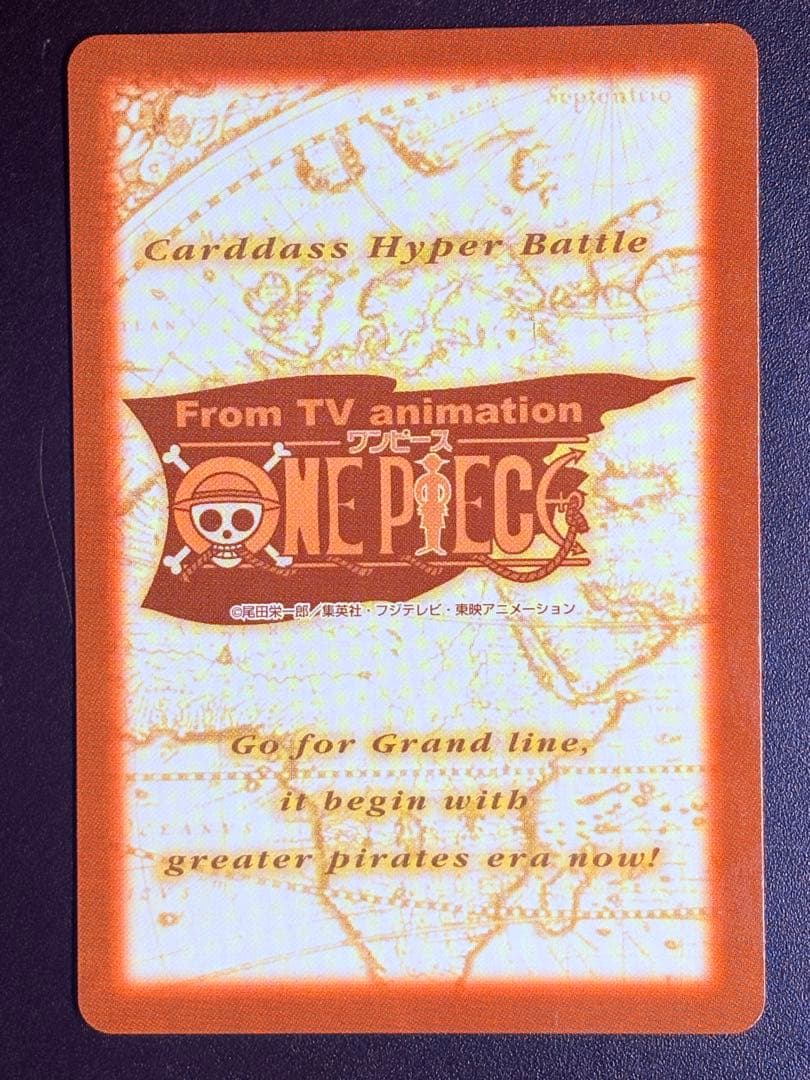 Septentrio
Carddass Hyper Battle
From TV animation
ワンピース
ONE PIECE
©尾田栄一郎／集英社・フジテレビ・東映アニメーション
Go for Grand line,
it begin with
greater pirates era now!